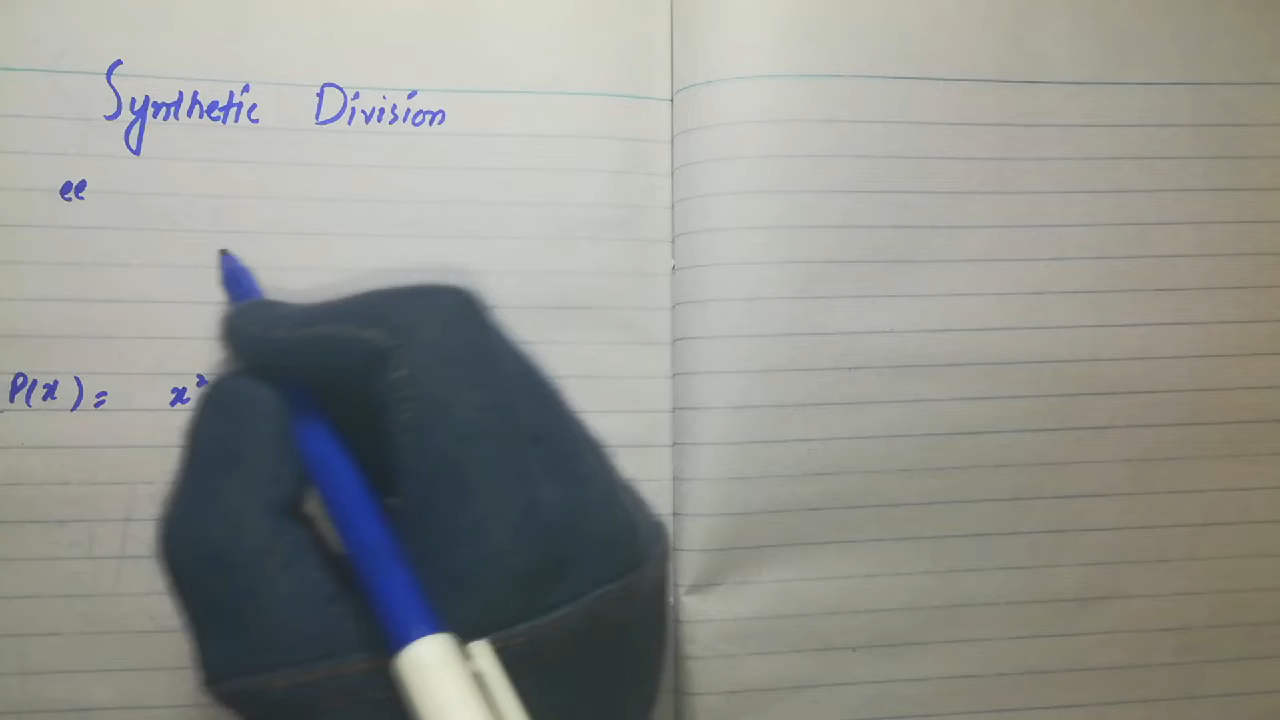 Synthetic Division
ee
P(x) = x²